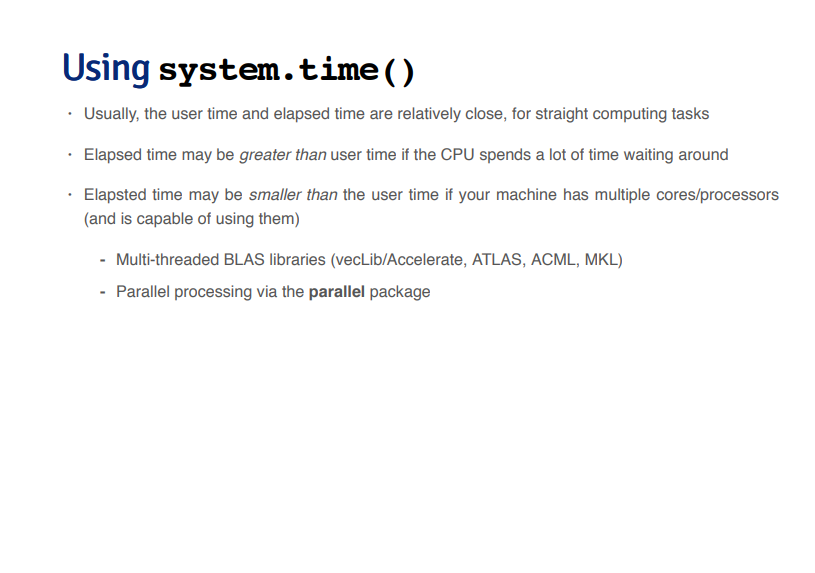 Using system.time()
· Usually, the user time and elapsed time are relatively close, for straight computing tasks
· Elapsed time may be greater than user time if the CPU spends a lot of time waiting around
· Elapsted time may be smaller than the user time if your machine has multiple cores/processors
(and is capable of using them)
- Multi-threaded BLAS libraries (vecLib/Accelerate, ATLAS, ACML, MKL)
- Parallel processing via the parallel package